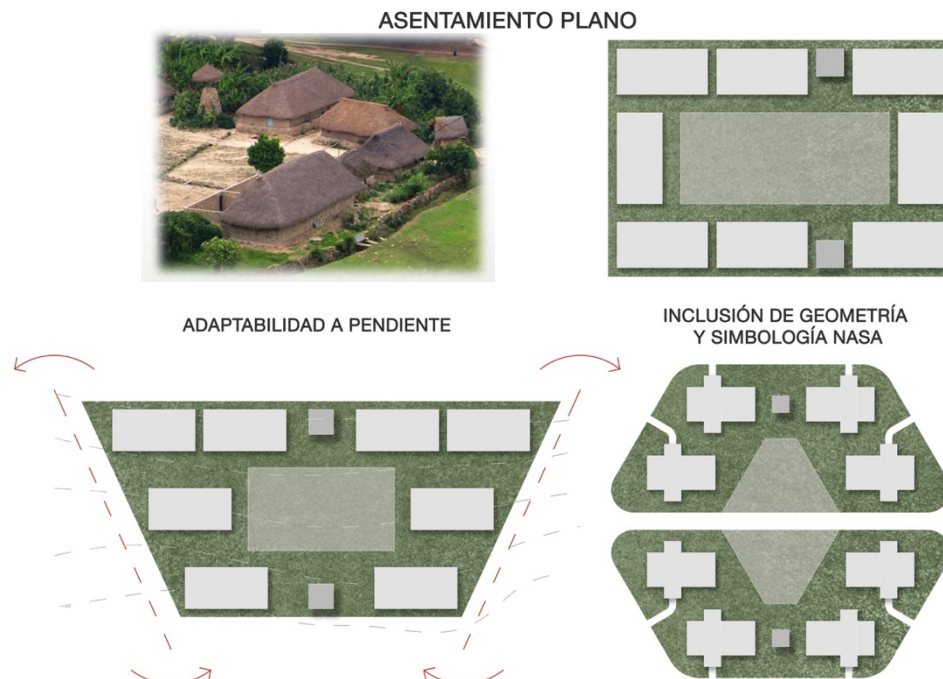 ASENTAMIENTO PLANO
ADAPTABILIDAD A PENDIENTE
INCLUSIÓN DE GEOMETRÍA
Y SIMBOLOGÍA NASA